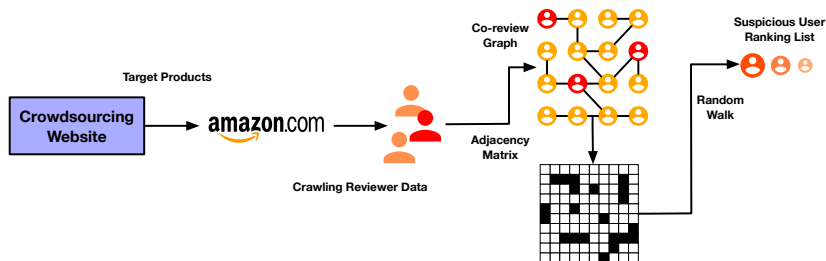 Target Products
Crowdsourcing
Website
amazon.com
Crawling Reviewer Data
Co-review
Graph
Adjacency
Matrix
Suspicious User
Ranking List
Random
Walk